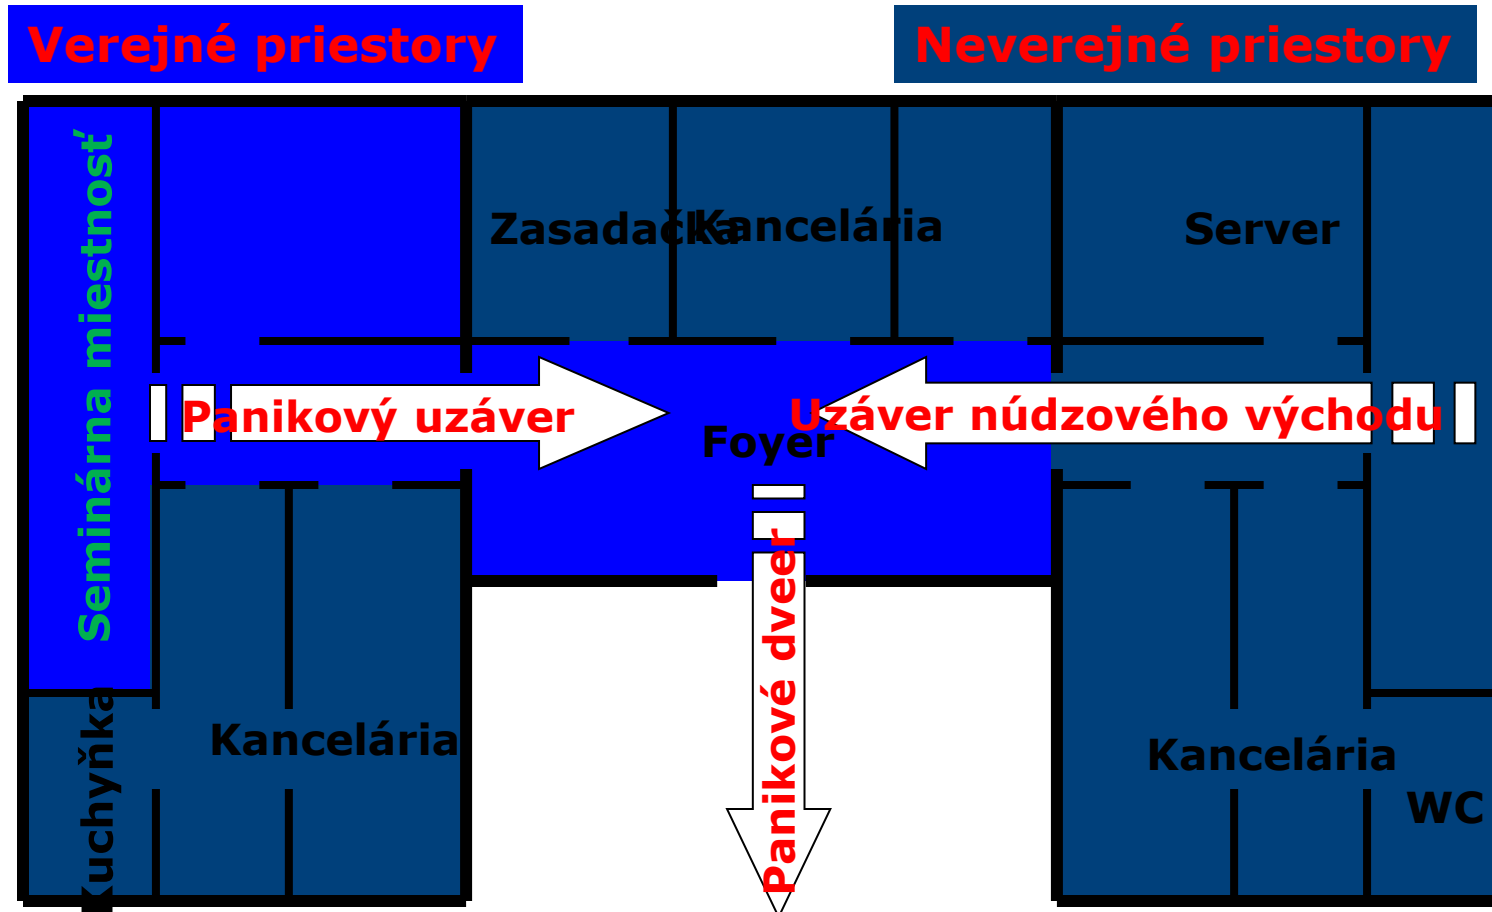 Verejné priestory
Neverejné priestory
Seminárna miestnosť
Zasadačka
Kancelária
Server
Panikový uzáver
Uzáver núdzového východu
Foyer
Panikové dveer
Kuchyňka
Kancelária
Kancelária
WC